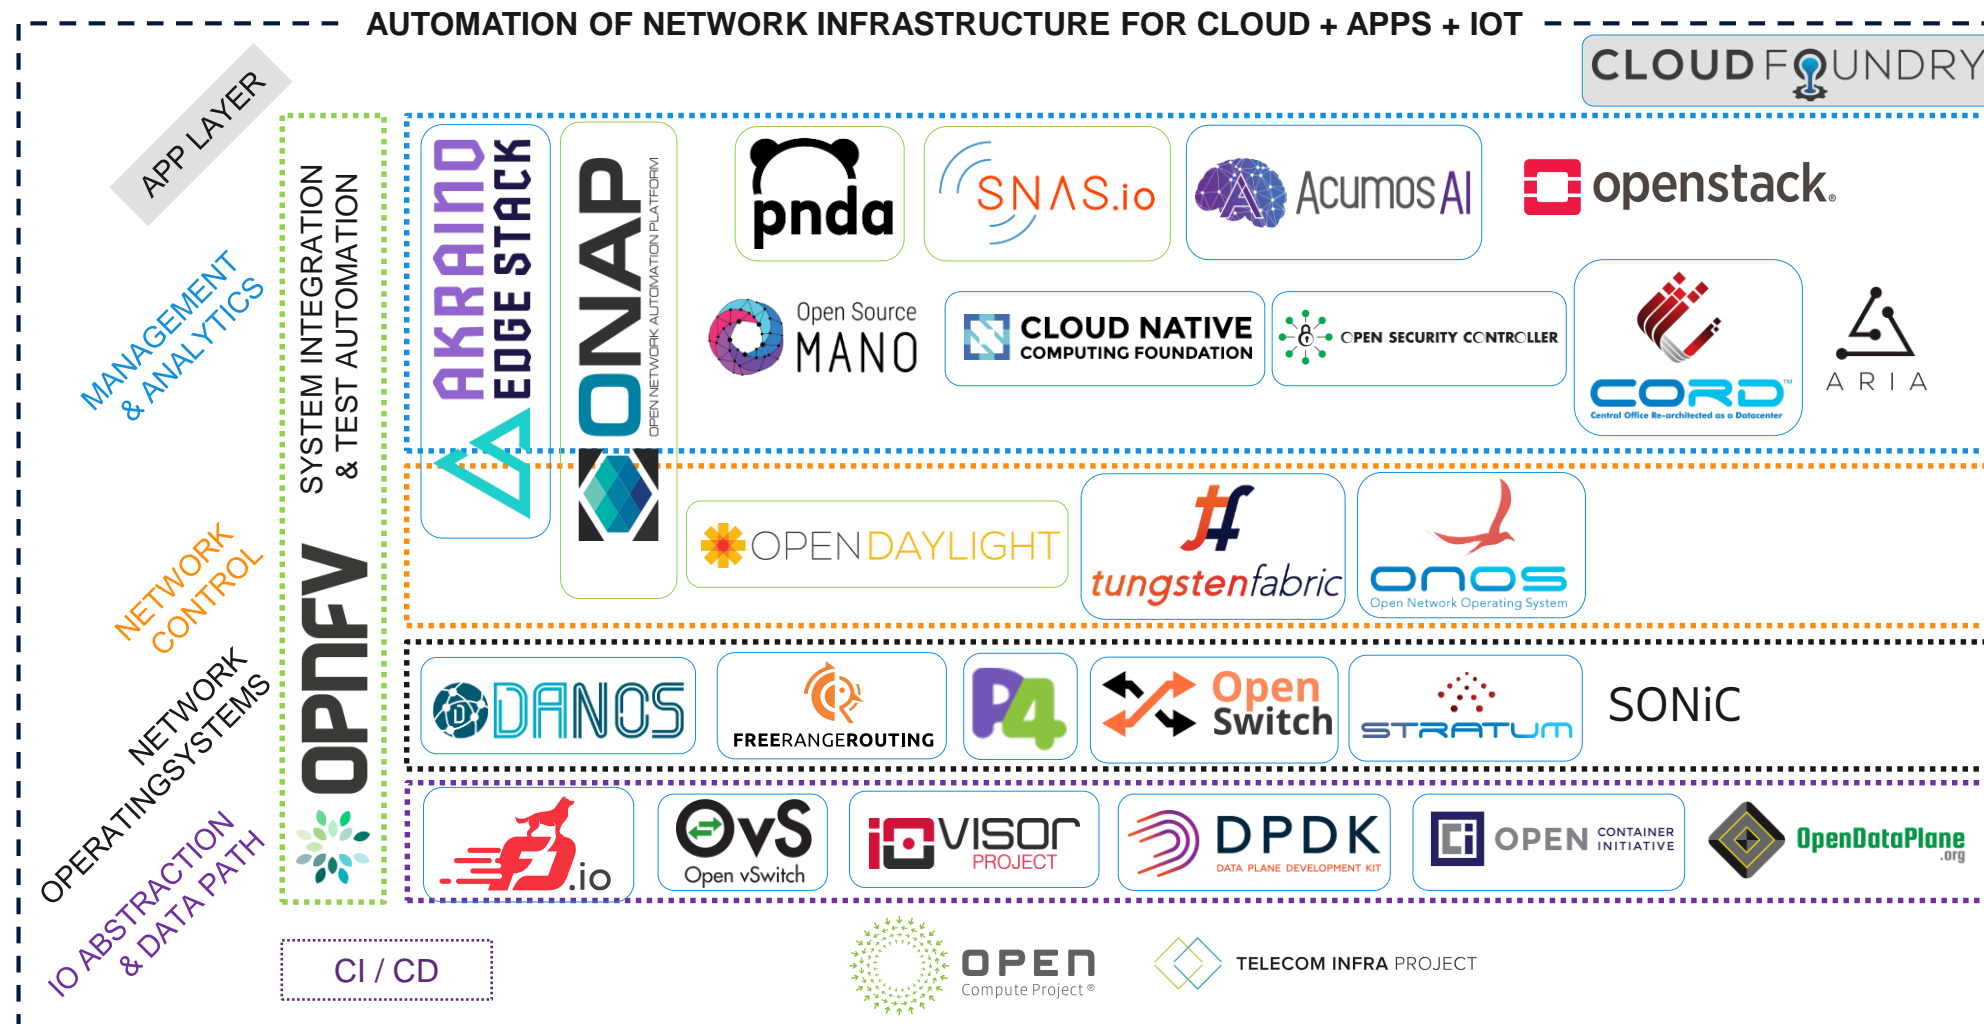 AUTOMATION OF NETWORK INFRASTRUCTURE FOR CLOUD + APPS + IOT
CLOUD FOUNDRY
APP LAYER
MANAGEMENT
& ANALYTICS
NETWORK
CONTROL
NETWORK
OPERATINGSYSTEMS
IO ABSTRACTION
& DATA PATH
SYSTEM INTEGRATION
& TEST AUTOMATION
OPNFV
AKRAINO
EDGE STACK
ONAP
OPEN NETWORK AUTOMATION PLATFORM
pnda
SNAS.io
Acumos AI
openstack®
Open Source
MANO
CLOUD NATIVE
COMPUTING FOUNDATION
OPEN SECURITY CONTROLLER
CORD™
Central Office Re-architected as a Datacenter
ARIA
OPENDAYLIGHT
tungstenfabric
onos
Open Network Operating System
DANOS
FREERANGEROUTING
P4
Open
Switch
STRATUM
SONiC
FD.io
OvS
Open vSwitch
iOVISOR
PROJECT
DPDK
DATA PLANE DEVELOPMENT KIT
Ci
OPEN CONTAINER
INITIATIVE
OpenDataPlane
.org
CI / CD
OPEN
Compute Project ®
TELECOM INFRA PROJECT